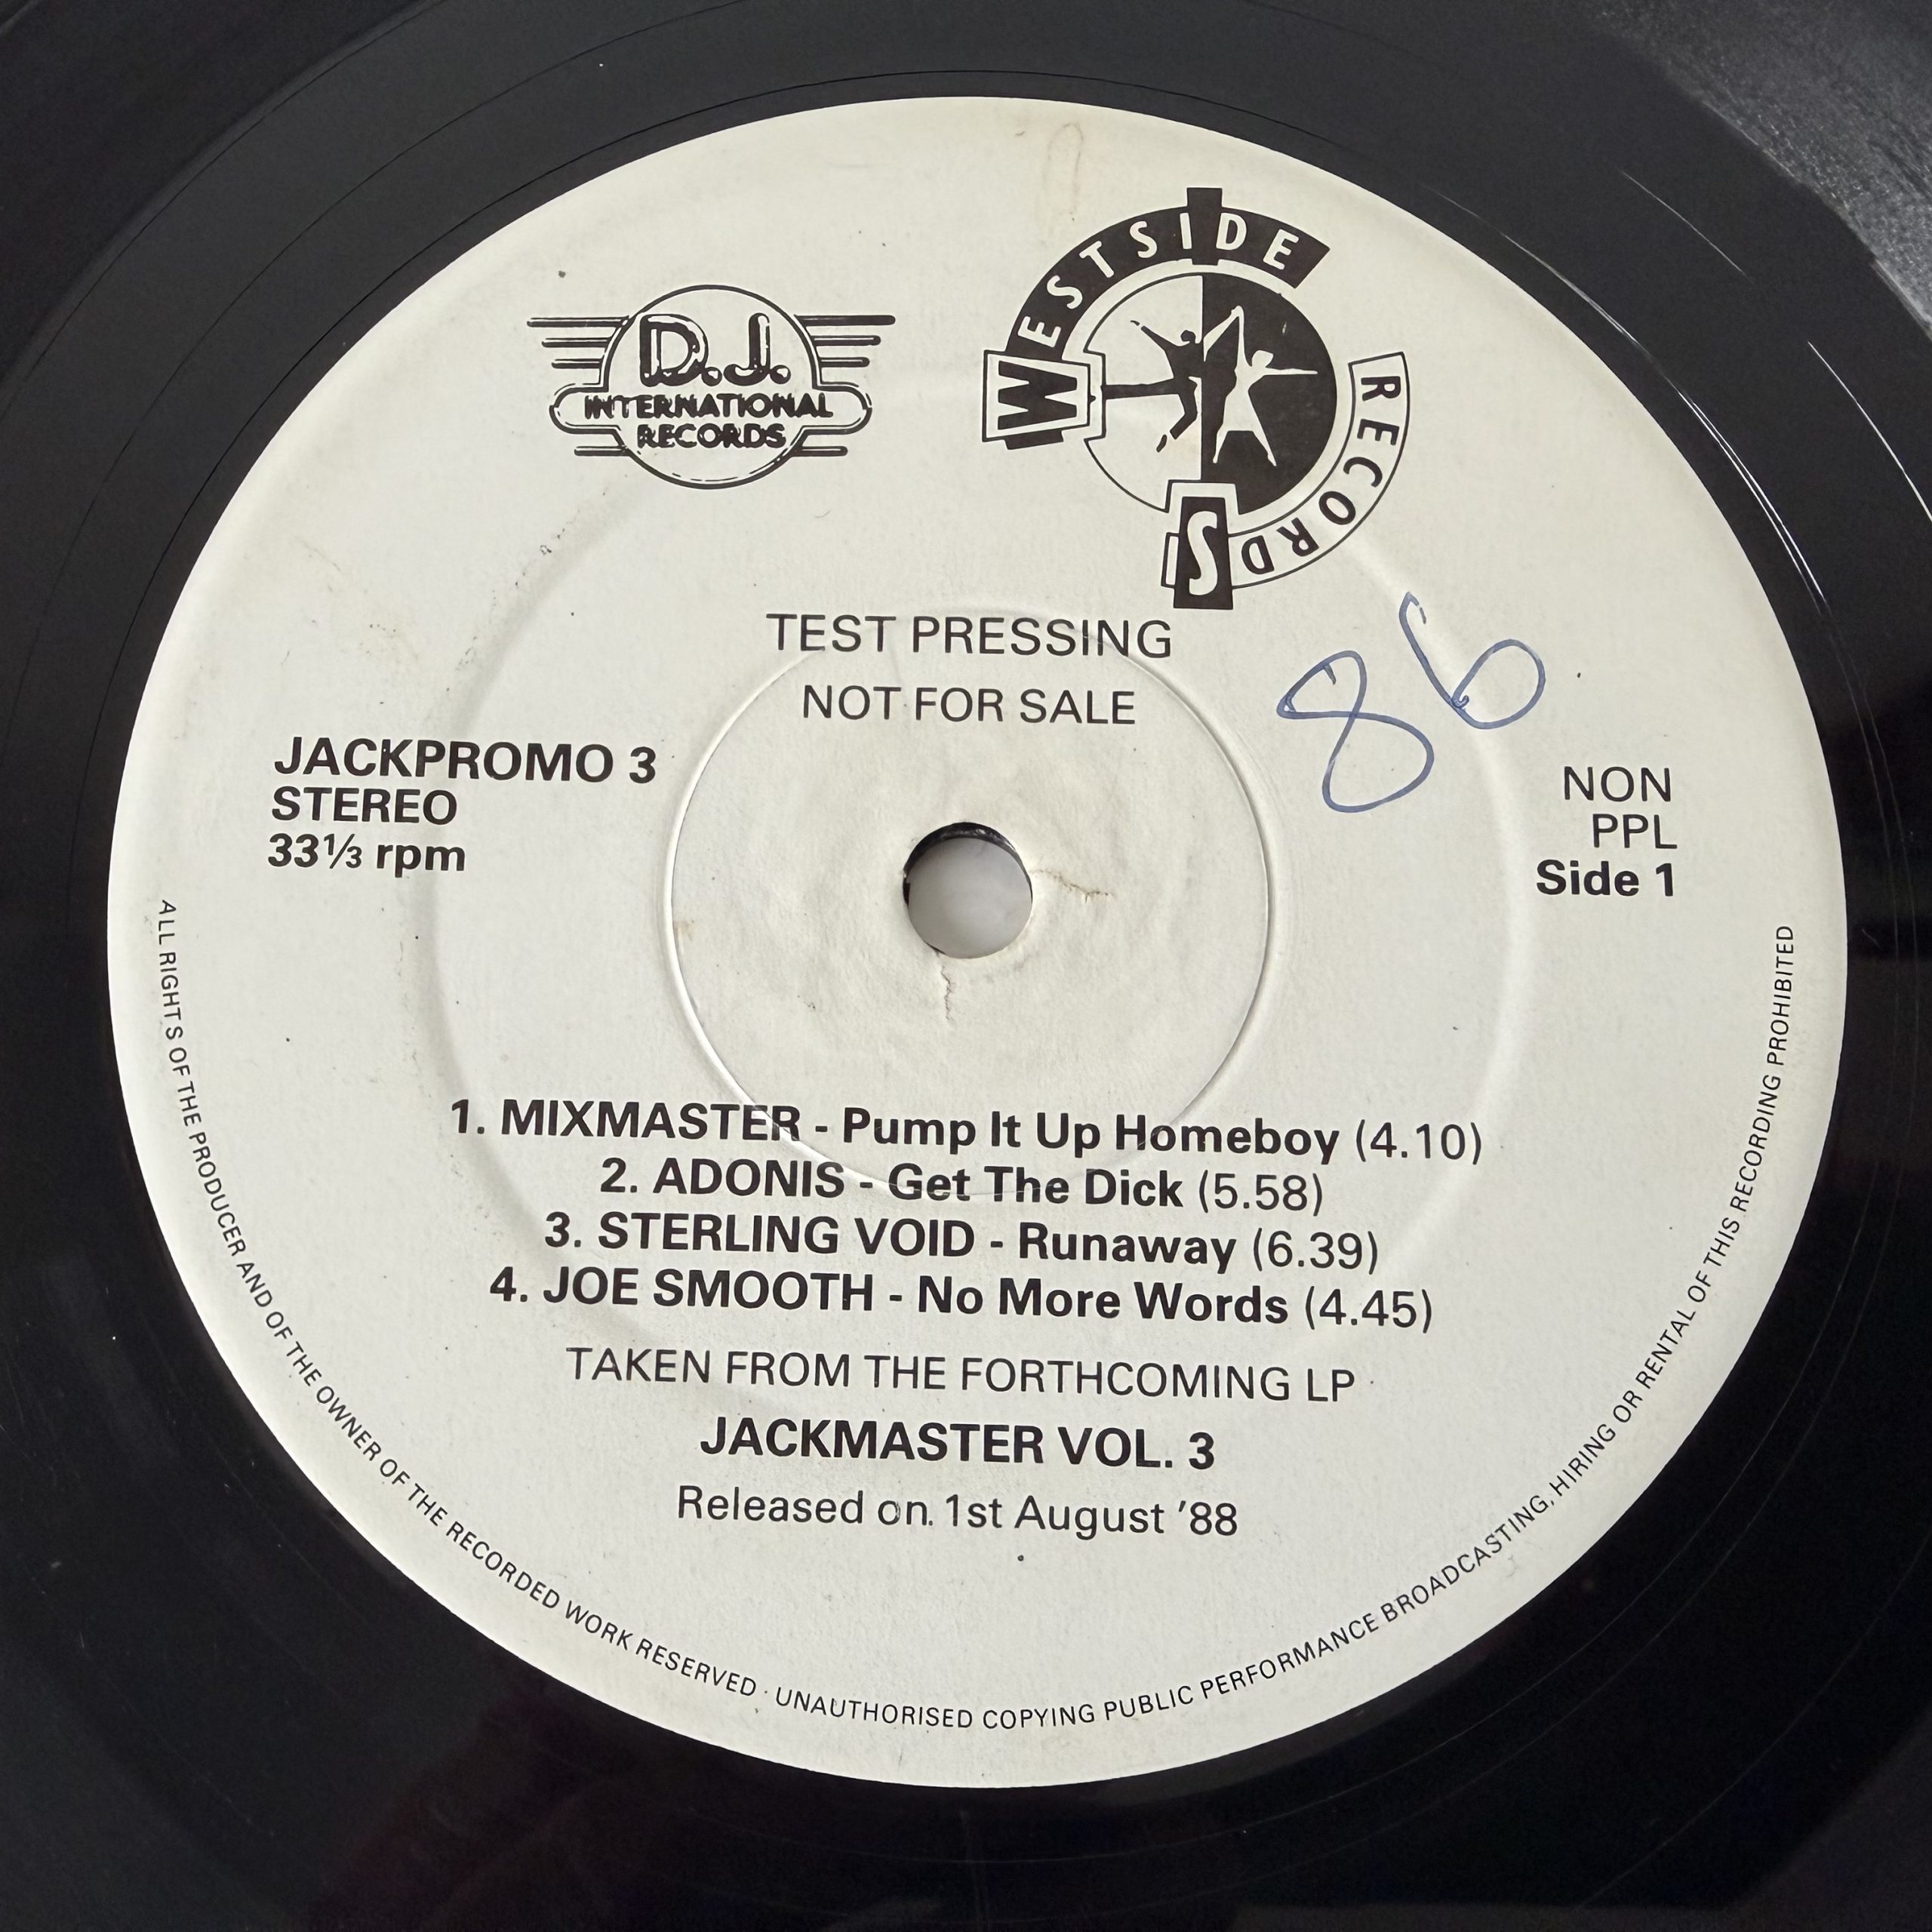 D.J.
INTERNATIONAL
RECORDS
WESTSIDE
RECORDS
TEST PRESSING
NOT FOR SALE
86
JACKPROMO 3
STEREO
33⅓ rpm
NON
PPL
Side 1
1. MIXMASTER - Pump It Up Homeboy (4.10)
2. ADONIS - Get The Dick (5.58)
3. STERLING VOID - Runaway (6.39)
4. JOE SMOOTH - No More Words (4.45)
TAKEN FROM THE FORTHCOMING LP
JACKMASTER VOL. 3
Released on 1st August '88
ALL RIGHTS OF THE PRODUCER AND OF THE OWNER OF THE RECORDED WORK RESERVED · UNAUTHORISED COPYING PUBLIC PERFORMANCE BROADCASTING, HIRING OR RENTAL OF THIS RECORDING PROHIBITED